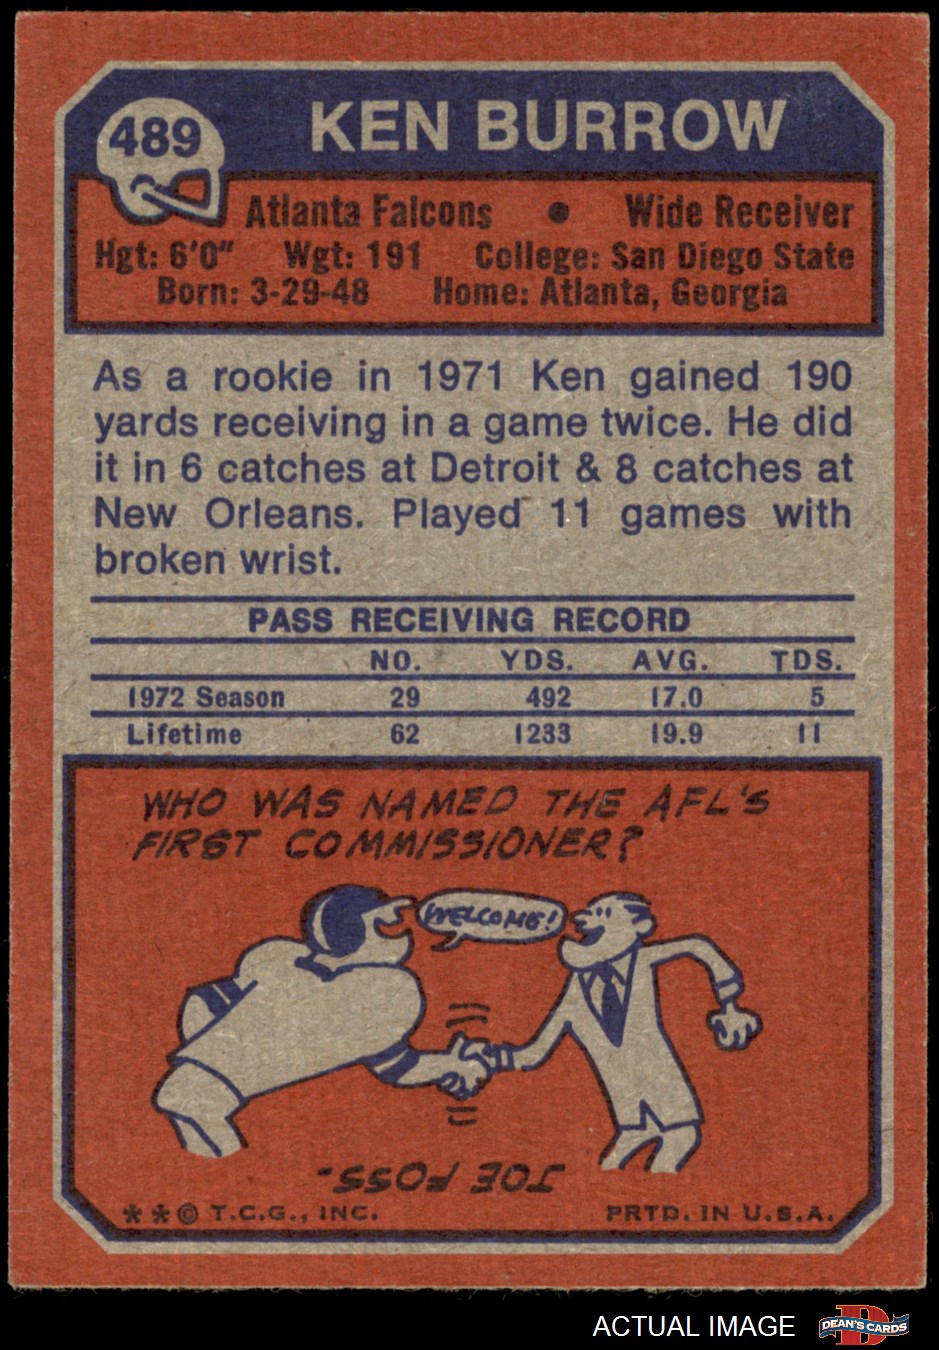 489
KEN BURROW
Atlanta Falcons • Wide Receiver
Hgt: 6'0" Wgt: 191 College: San Diego State
Born: 3-29-48 Home: Atlanta, Georgia
As a rookie in 1971 Ken gained 190
yards receiving in a game twice. He did
it in 6 catches at Detroit & 8 catches at
New Orleans. Played 11 games with
broken wrist.
PASS RECEIVING RECORD
NO. YDS. AVG. TDS.
1972 Season 29 492 17.0 5
Lifetime 62 1233 19.9 11
WHO WAS NAMED THE AFL'S
FIRST COMMISSIONER?
WELCOME!
JOE FOSS-
** © T.C.G., INC. PRTD. IN U.S.A.
ACTUAL IMAGE
DEAN'S CARDS